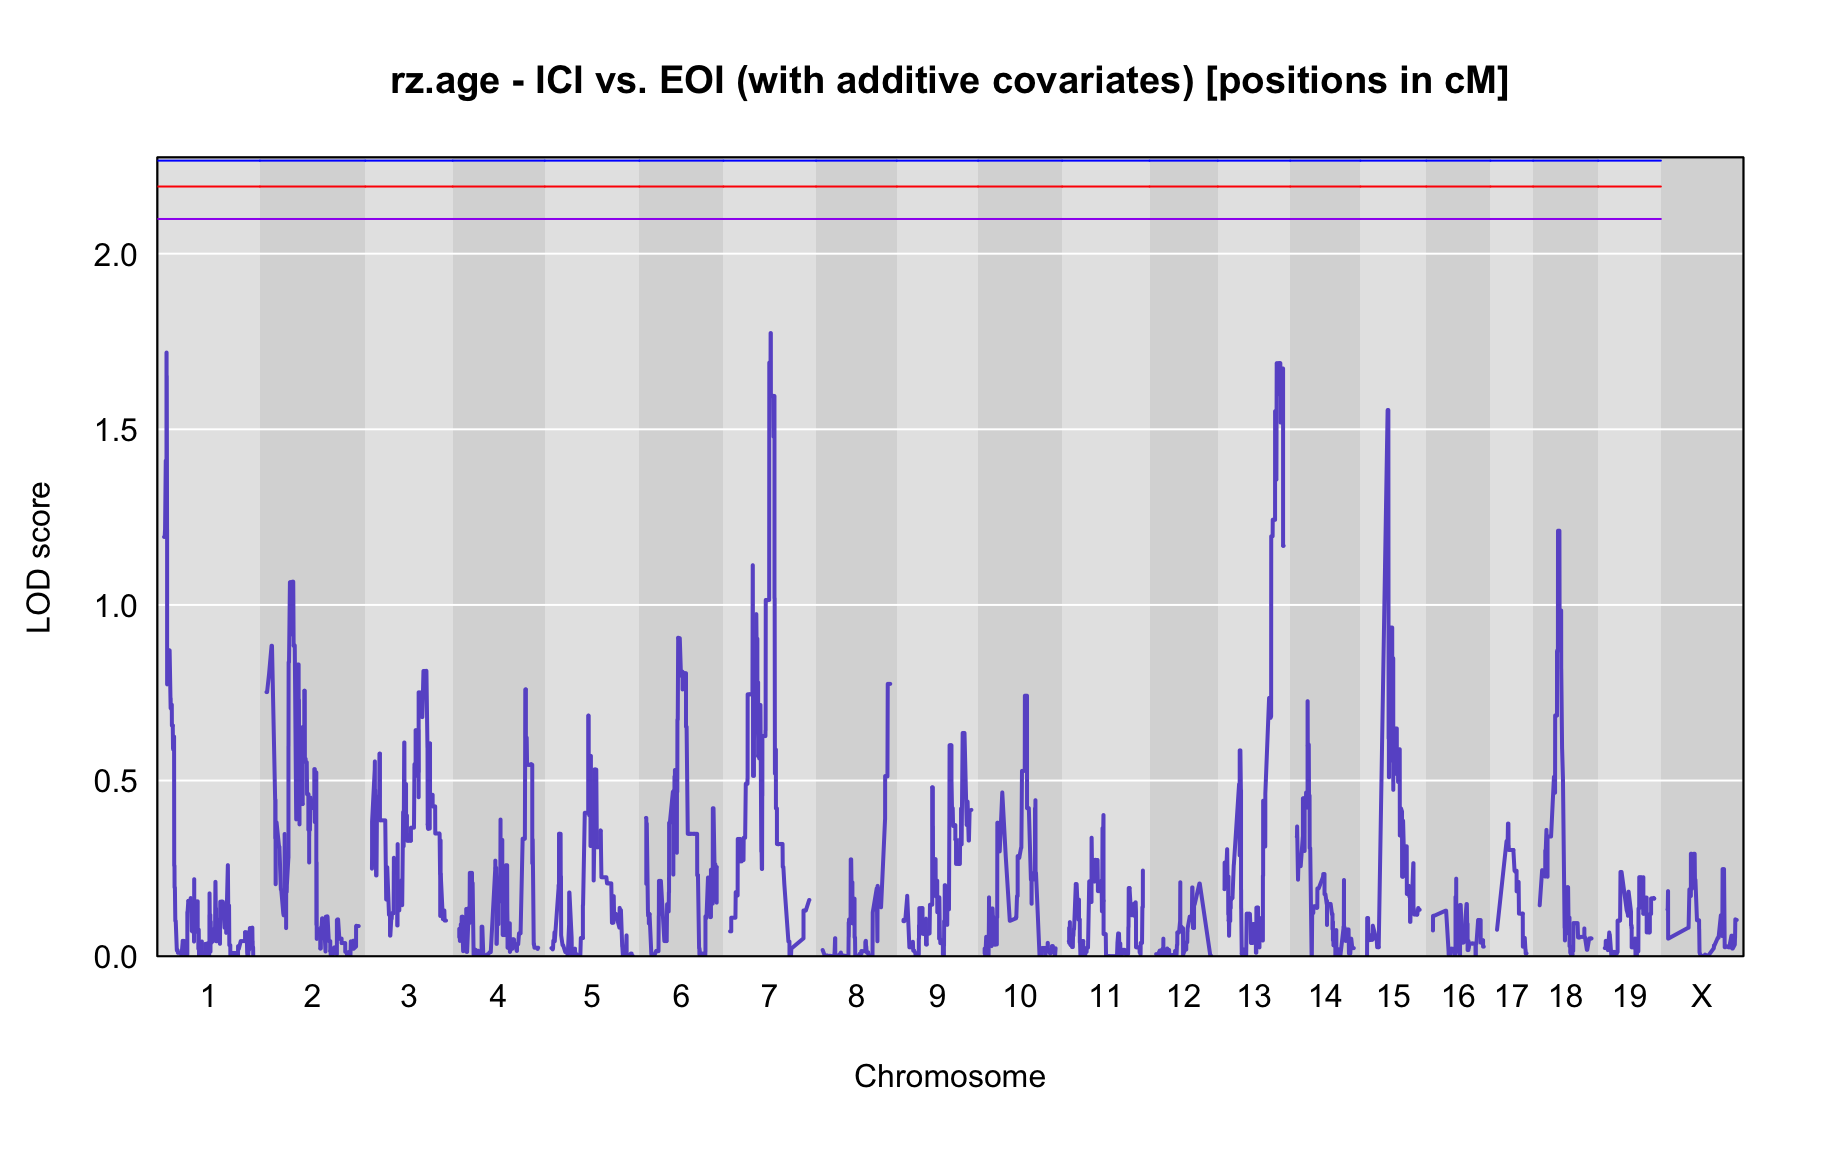 rz.age - ICI vs. EOI (with additive covariates) [positions in cM]
2.0
1.5
1.0
0.5
0.0
LOD score
1 2 3 4 5 6 7 8 9 10 11 12 13 14 15 16 17 18 19 X
Chromosome